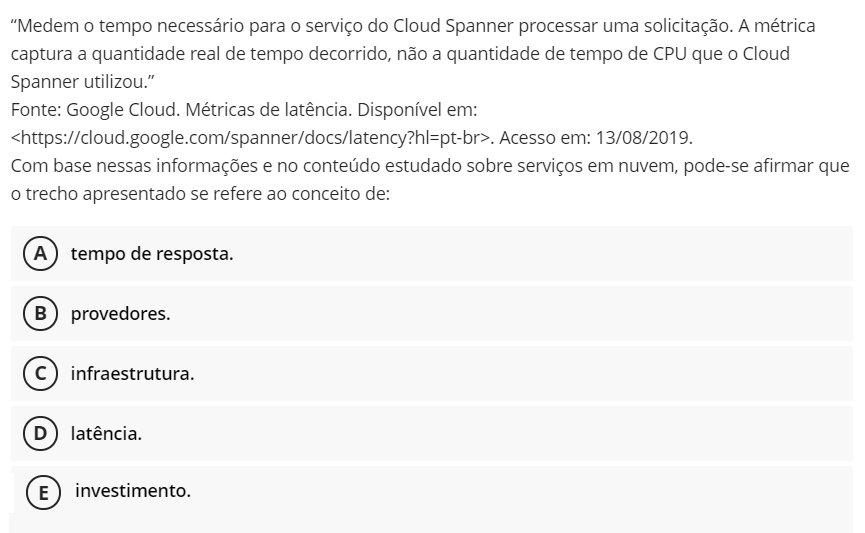 “Medem o tempo necessário para o serviço do Cloud Spanner processar uma solicitação. A métrica
captura a quantidade real de tempo decorrido, não a quantidade de tempo de CPU que o Cloud
Spanner utilizou.”
Fonte: Google Cloud. Métricas de latência. Disponível em:
<https://cloud.google.com/spanner/docs/latency?hl=pt-br>. Acesso em: 13/08/2019.
Com base nessas informações e no conteúdo estudado sobre serviços em nuvem, pode-se afirmar que
o trecho apresentado se refere ao conceito de:
A tempo de resposta.
B provedores.
C infraestrutura.
D latência.
E investimento.